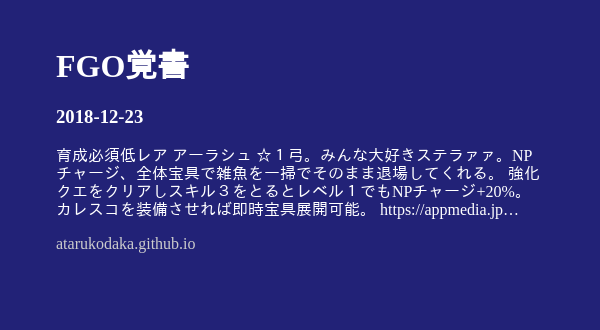 FGO覚書
2018-12-23
育成必須低レア アーラシュ ☆１弓。みんな大好きステラァァ。NP
チャージ、全体宝具で雑魚を一掃でそのまま退場してくれる。 強化
クエをクリアしスキル３をとるとレベル１でもNPチャージ+20%。
カレスコを装備させれば即時宝具展開可能。 https://appmedia.jp…
atarukodaka.github.io